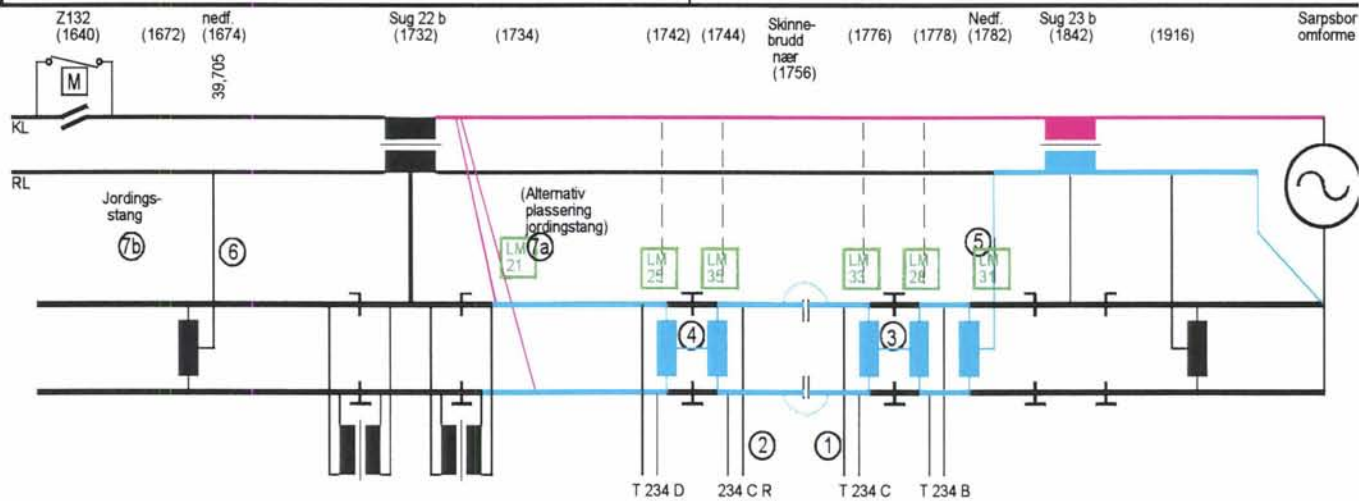 Z132
(1640)
(1672)
nedf.
(1674)
39,705
Sug 22 b
(1732)
(1734)
(1742)
(1744)
Skinne-
brudd
nær
(1756)
(1776)
(1778)
Nedf.
(1782)
Sug 23 b
(1842)
(1916)
Sarpsbor
omforme
M
KL
RL
Jordings-
stang
7b
6
(Alternativ
plassering
jordingstang)
7a
LM
21
LM
25
LM
35
LM
33
LM
28
5
LM
31
4
3
2
1
T 234 D
234 C R
T 234 C
T 234 B